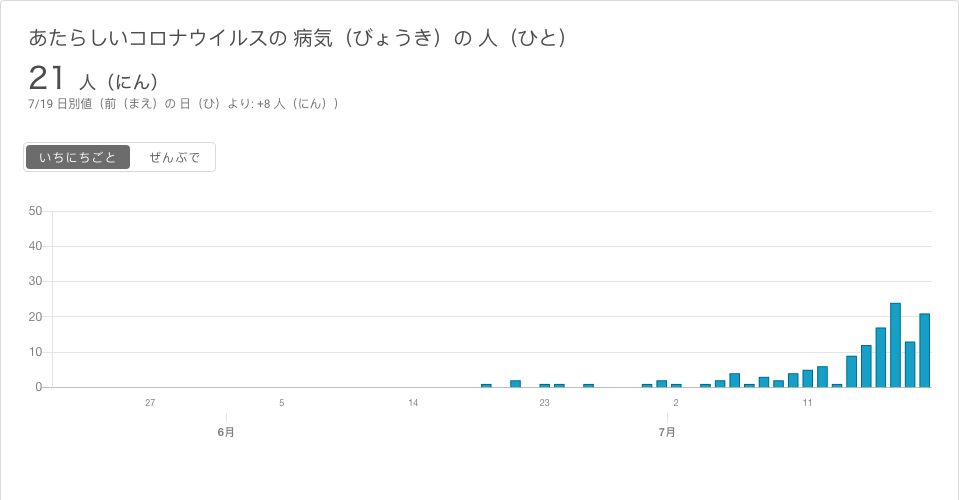 あたらしいコロナウイルスの 病気（びょうき）の 人（ひと）
21 人（にん）
7/19 日別値（前（まえ）の 日（ひ）より: +8 人（にん））
いちにちごと ぜんぶで
50
40
30
20
10
0
27 5 14 23 2 11
6月 7月